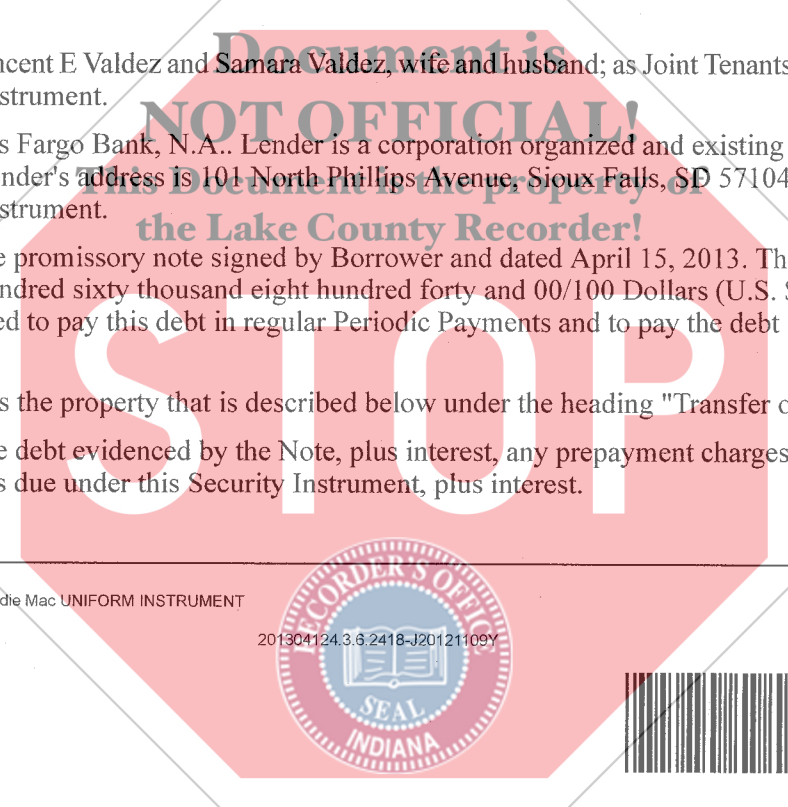 Document is
ncent E Valdez and Samara Valdez, wife and husband; as Joint Tenants
strument.
NOT OFFICIAL!
s Fargo Bank, N.A.. Lender is a corporation organized and existing
This Document is the property of
nder's address is 101 North Phillips Avenue, Sioux Falls, SD 57104
strument.
the Lake County Recorder!
e promissory note signed by Borrower and dated April 15, 2013. Th
ndred sixty thousand eight hundred forty and 00/100 Dollars (U.S. $
ed to pay this debt in regular Periodic Payments and to pay the debt
STOP
s the property that is described below under the heading "Transfer o
e debt evidenced by the Note, plus interest, any prepayment charges
s due under this Security Instrument, plus interest.
die Mac UNIFORM INSTRUMENT
RECORDER'S OFFICE
201304124.3.6.2418-J20121109Y
SEAL
INDIANA